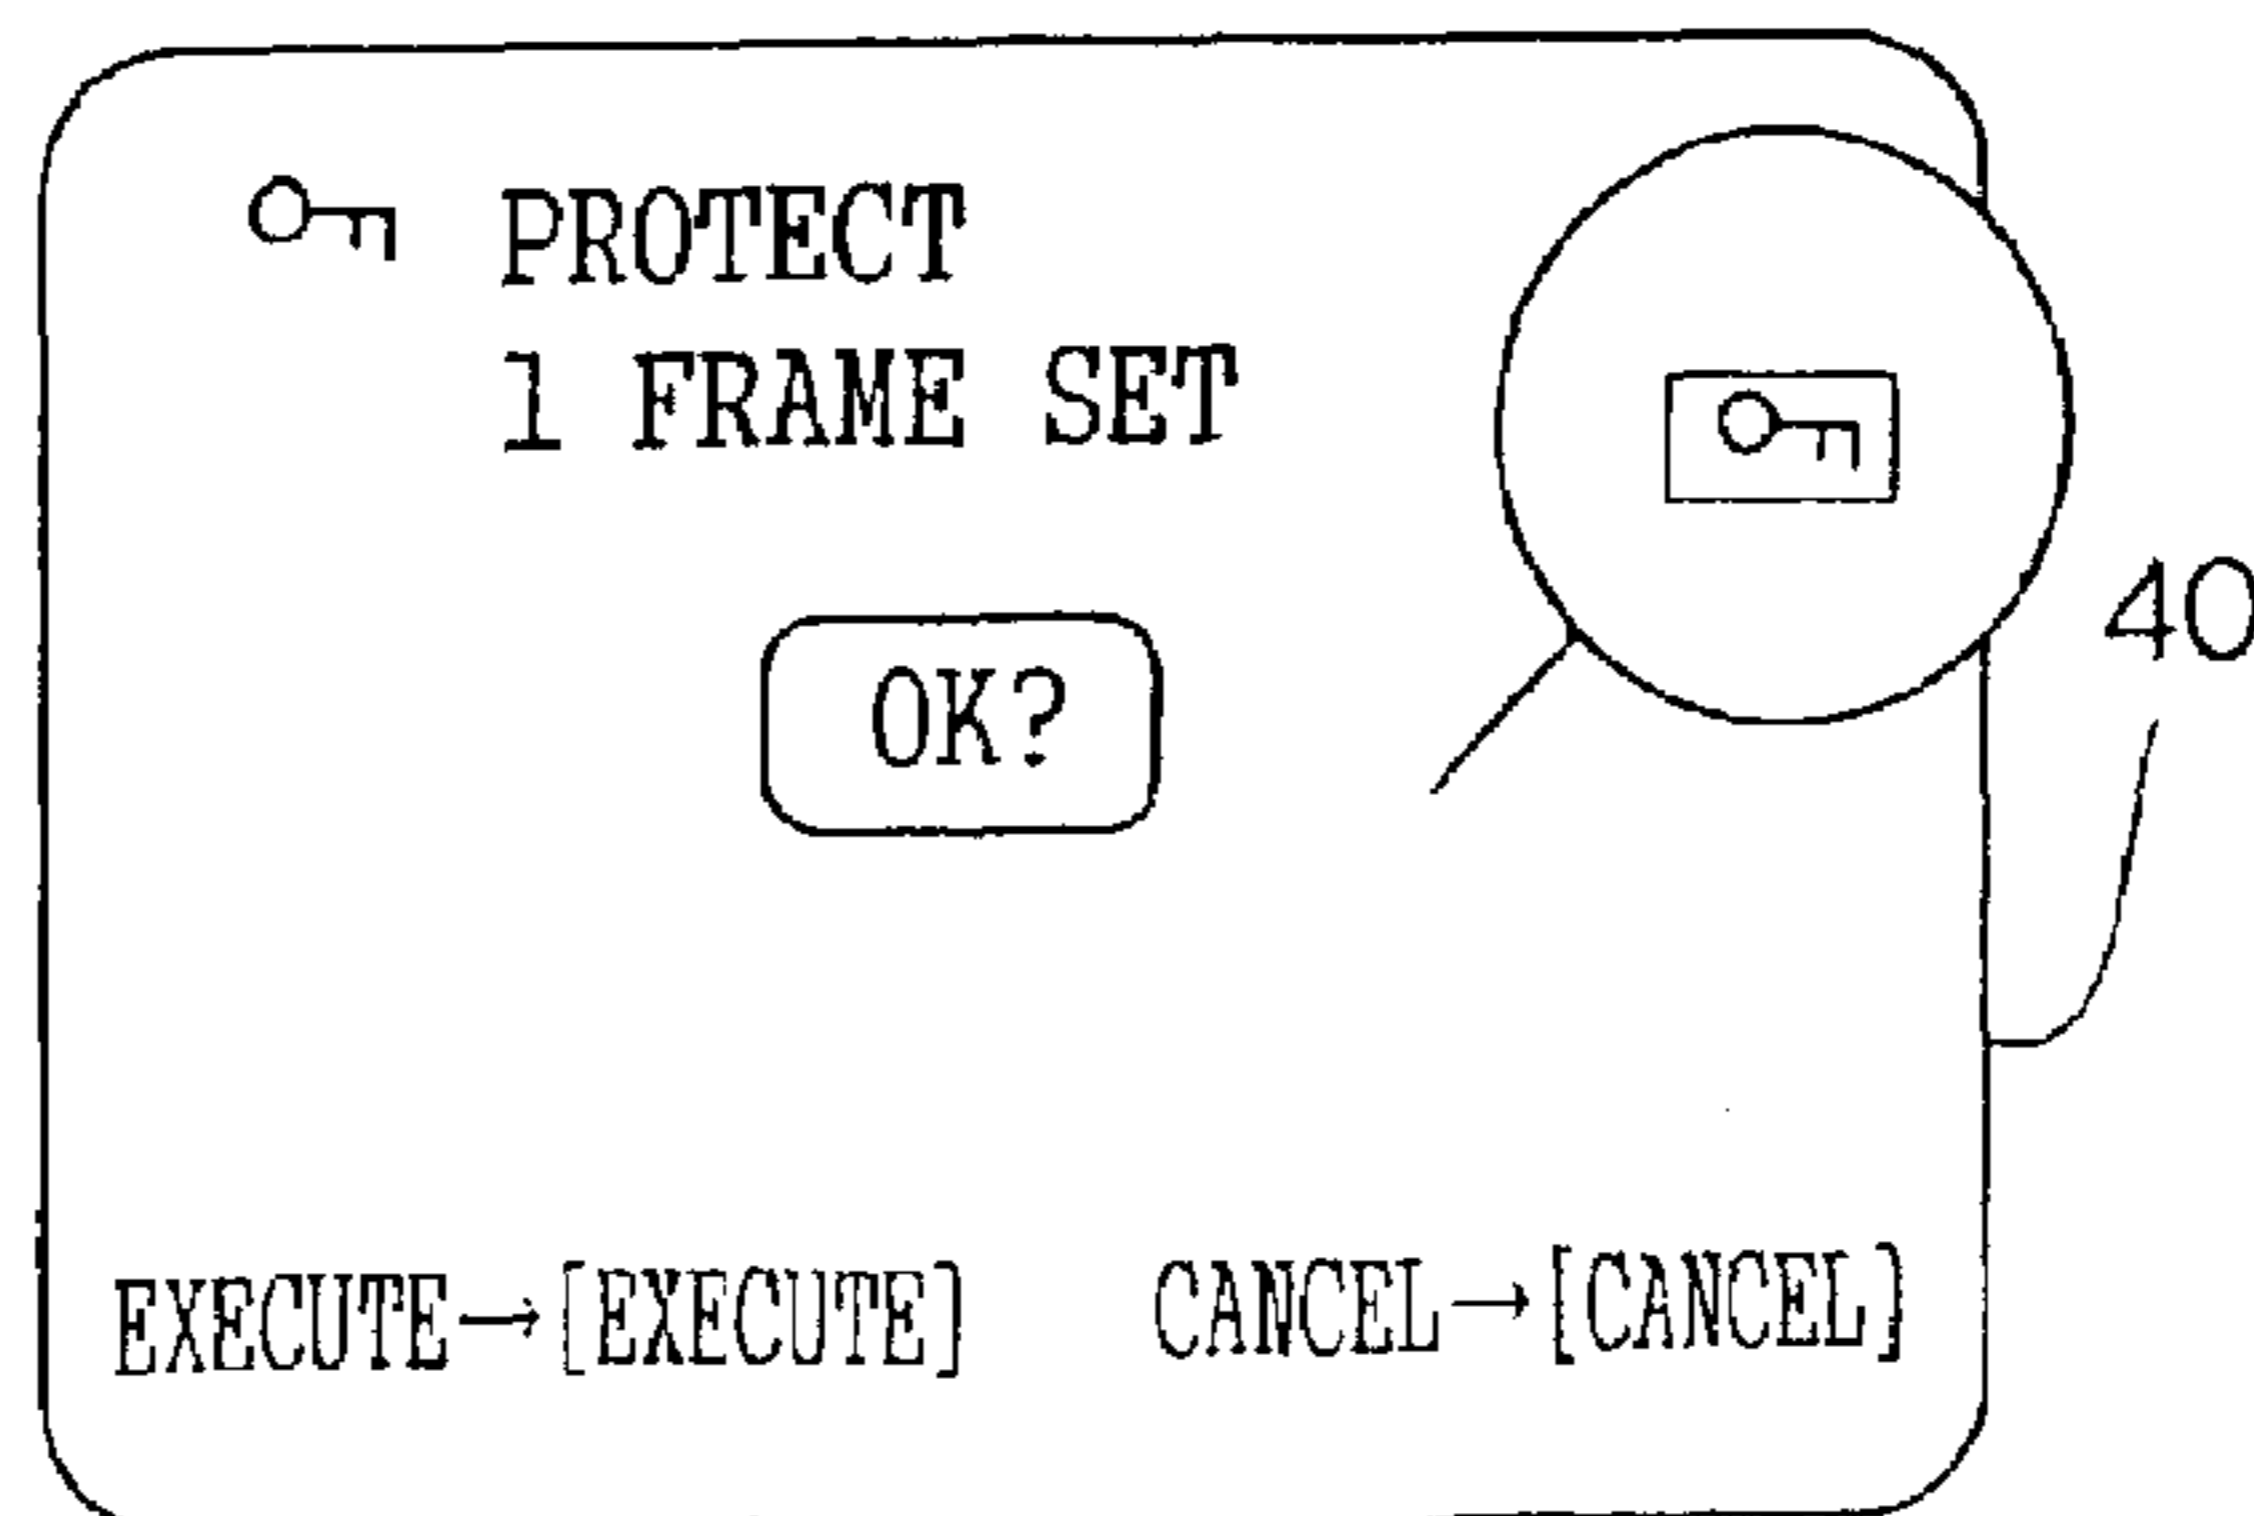 PROTECT
1 FRAME SET
OK?
40
EXECUTE→[EXECUTE] CANCEL→[CANCEL]